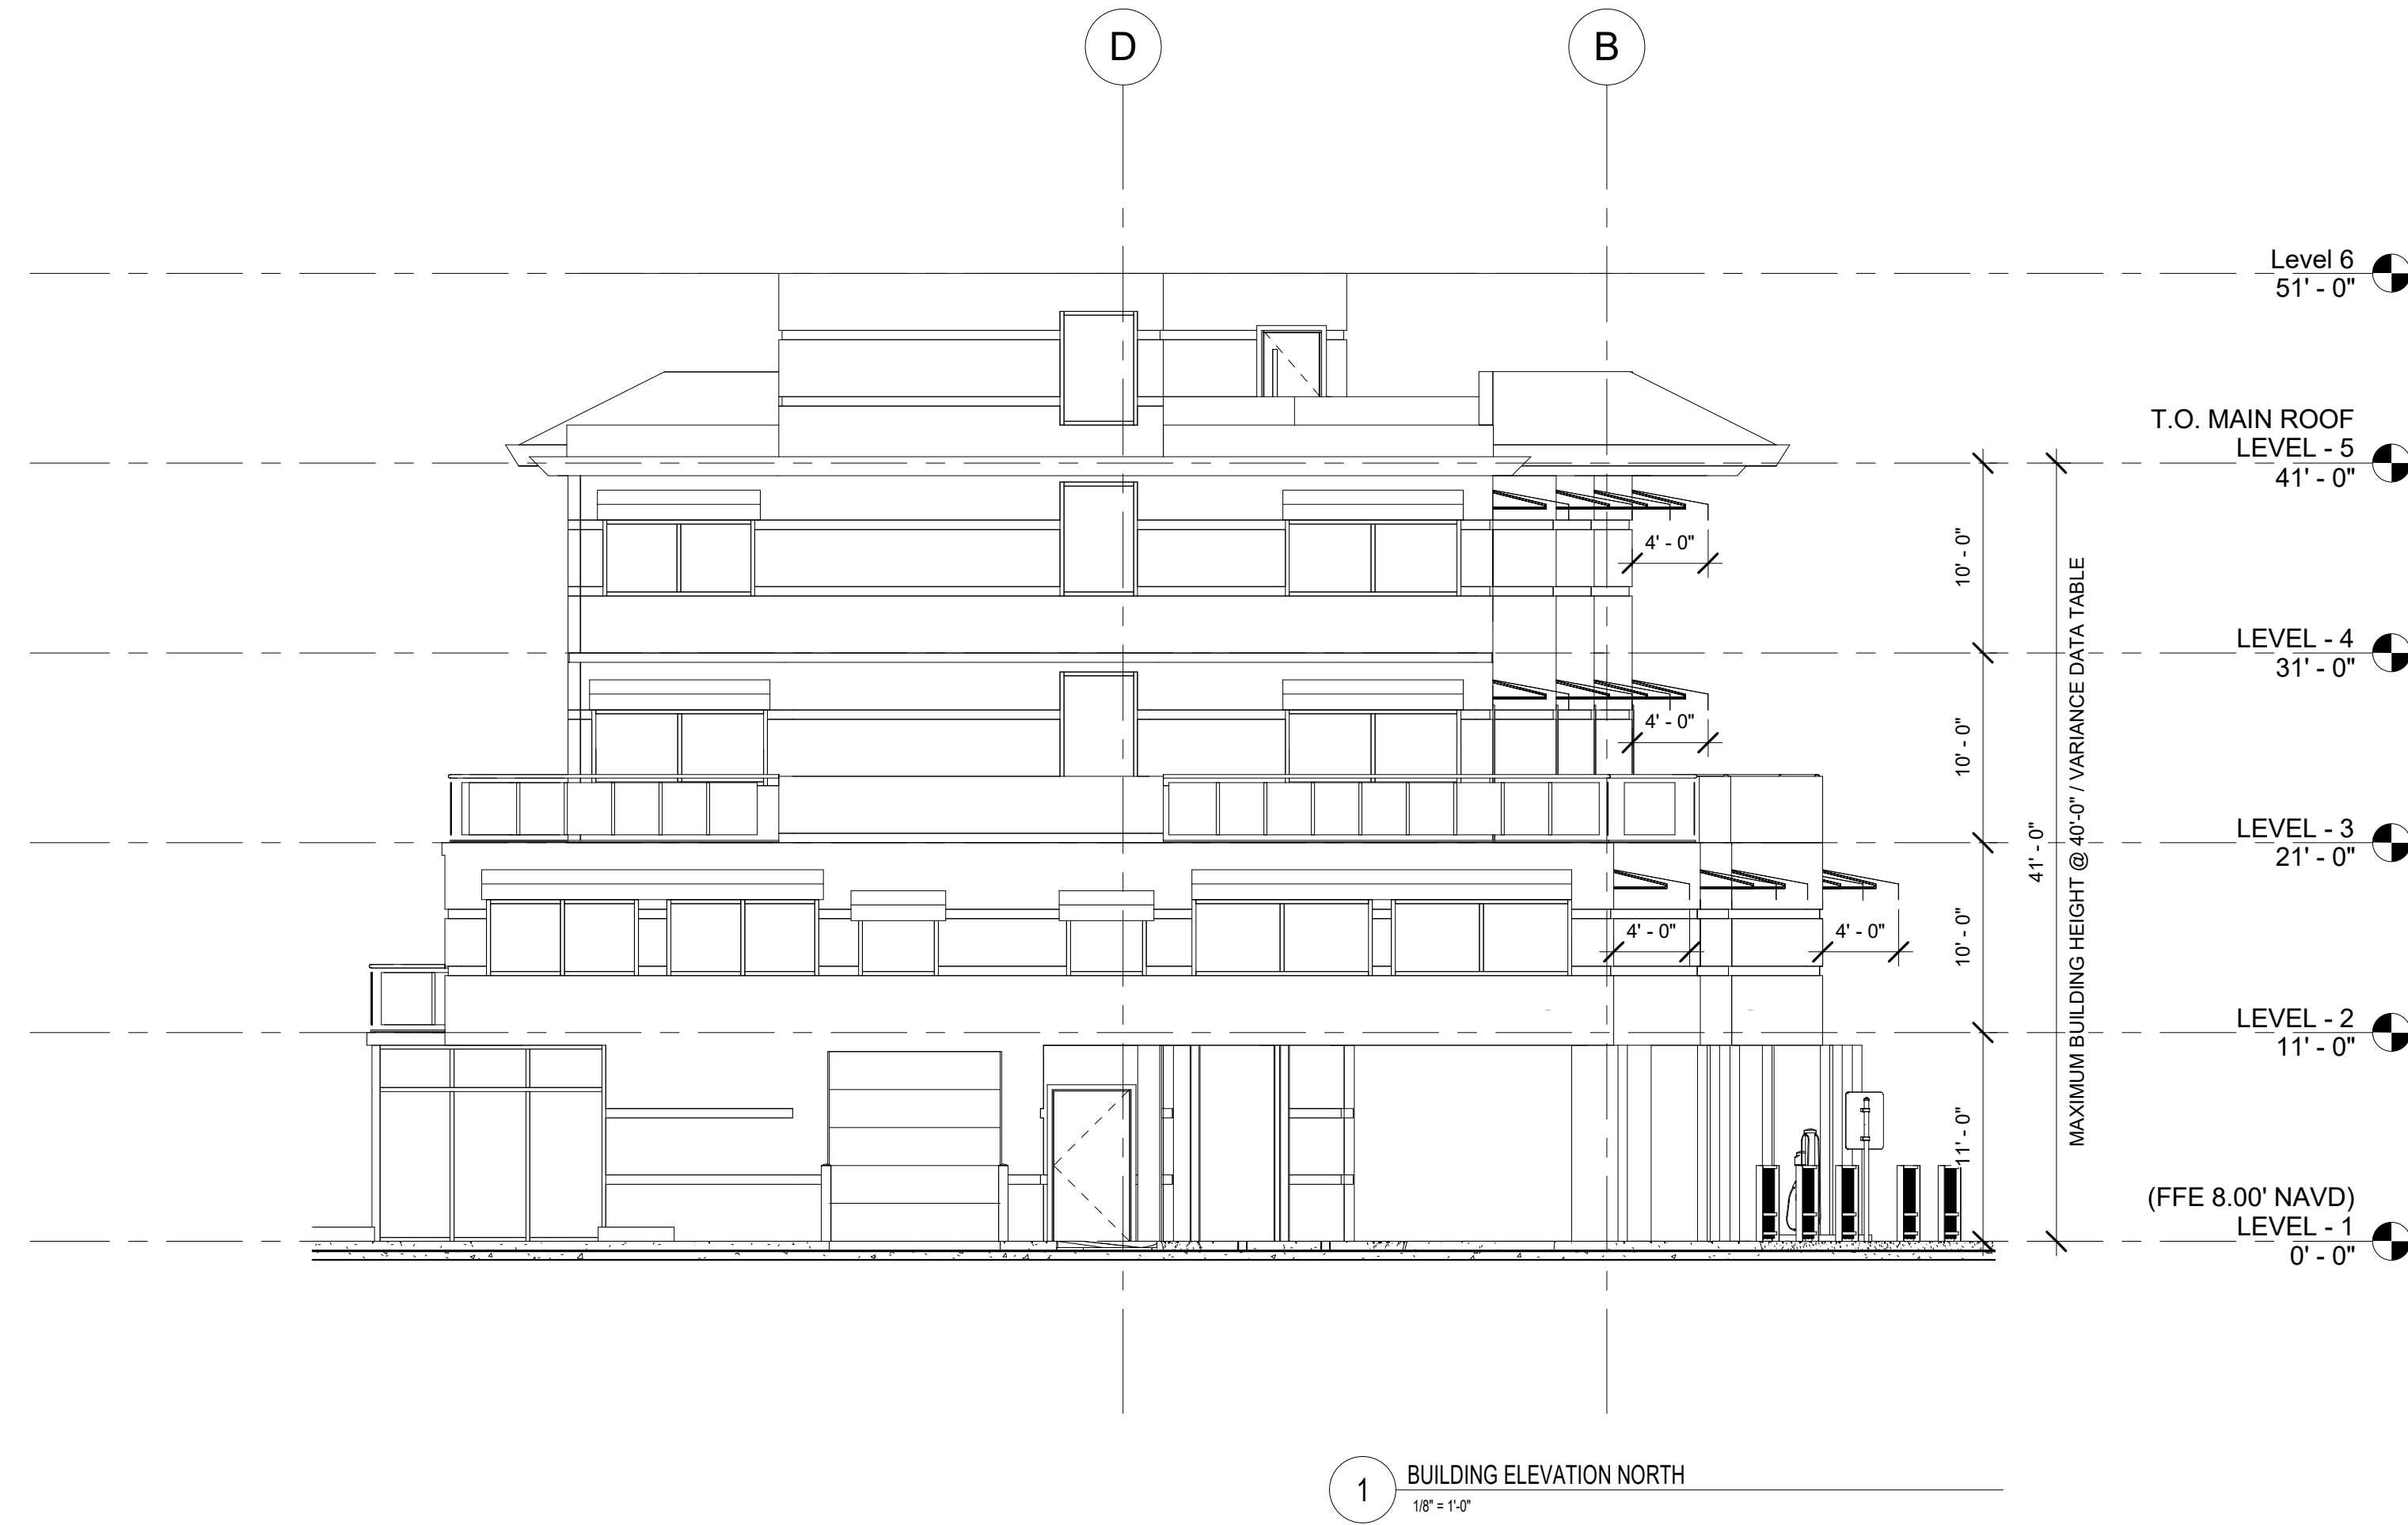 D
B
Level 6
51' - 0"
T.O. MAIN ROOF
LEVEL - 5
41' - 0"
4' - 0"
10' - 0"
LEVEL - 4
31' - 0"
4' - 0"
10' - 0"
MAXIMUM BUILDING HEIGHT @ 40'-0" / VARIANCE DATA TABLE
41' - 0"
LEVEL - 3
21' - 0"
4' - 0"
4' - 0"
10' - 0"
LEVEL - 2
11' - 0"
11' - 0"
(FFE 8.00' NAVD)
LEVEL - 1
0' - 0"
1
BUILDING ELEVATION NORTH
1/8" = 1'-0"